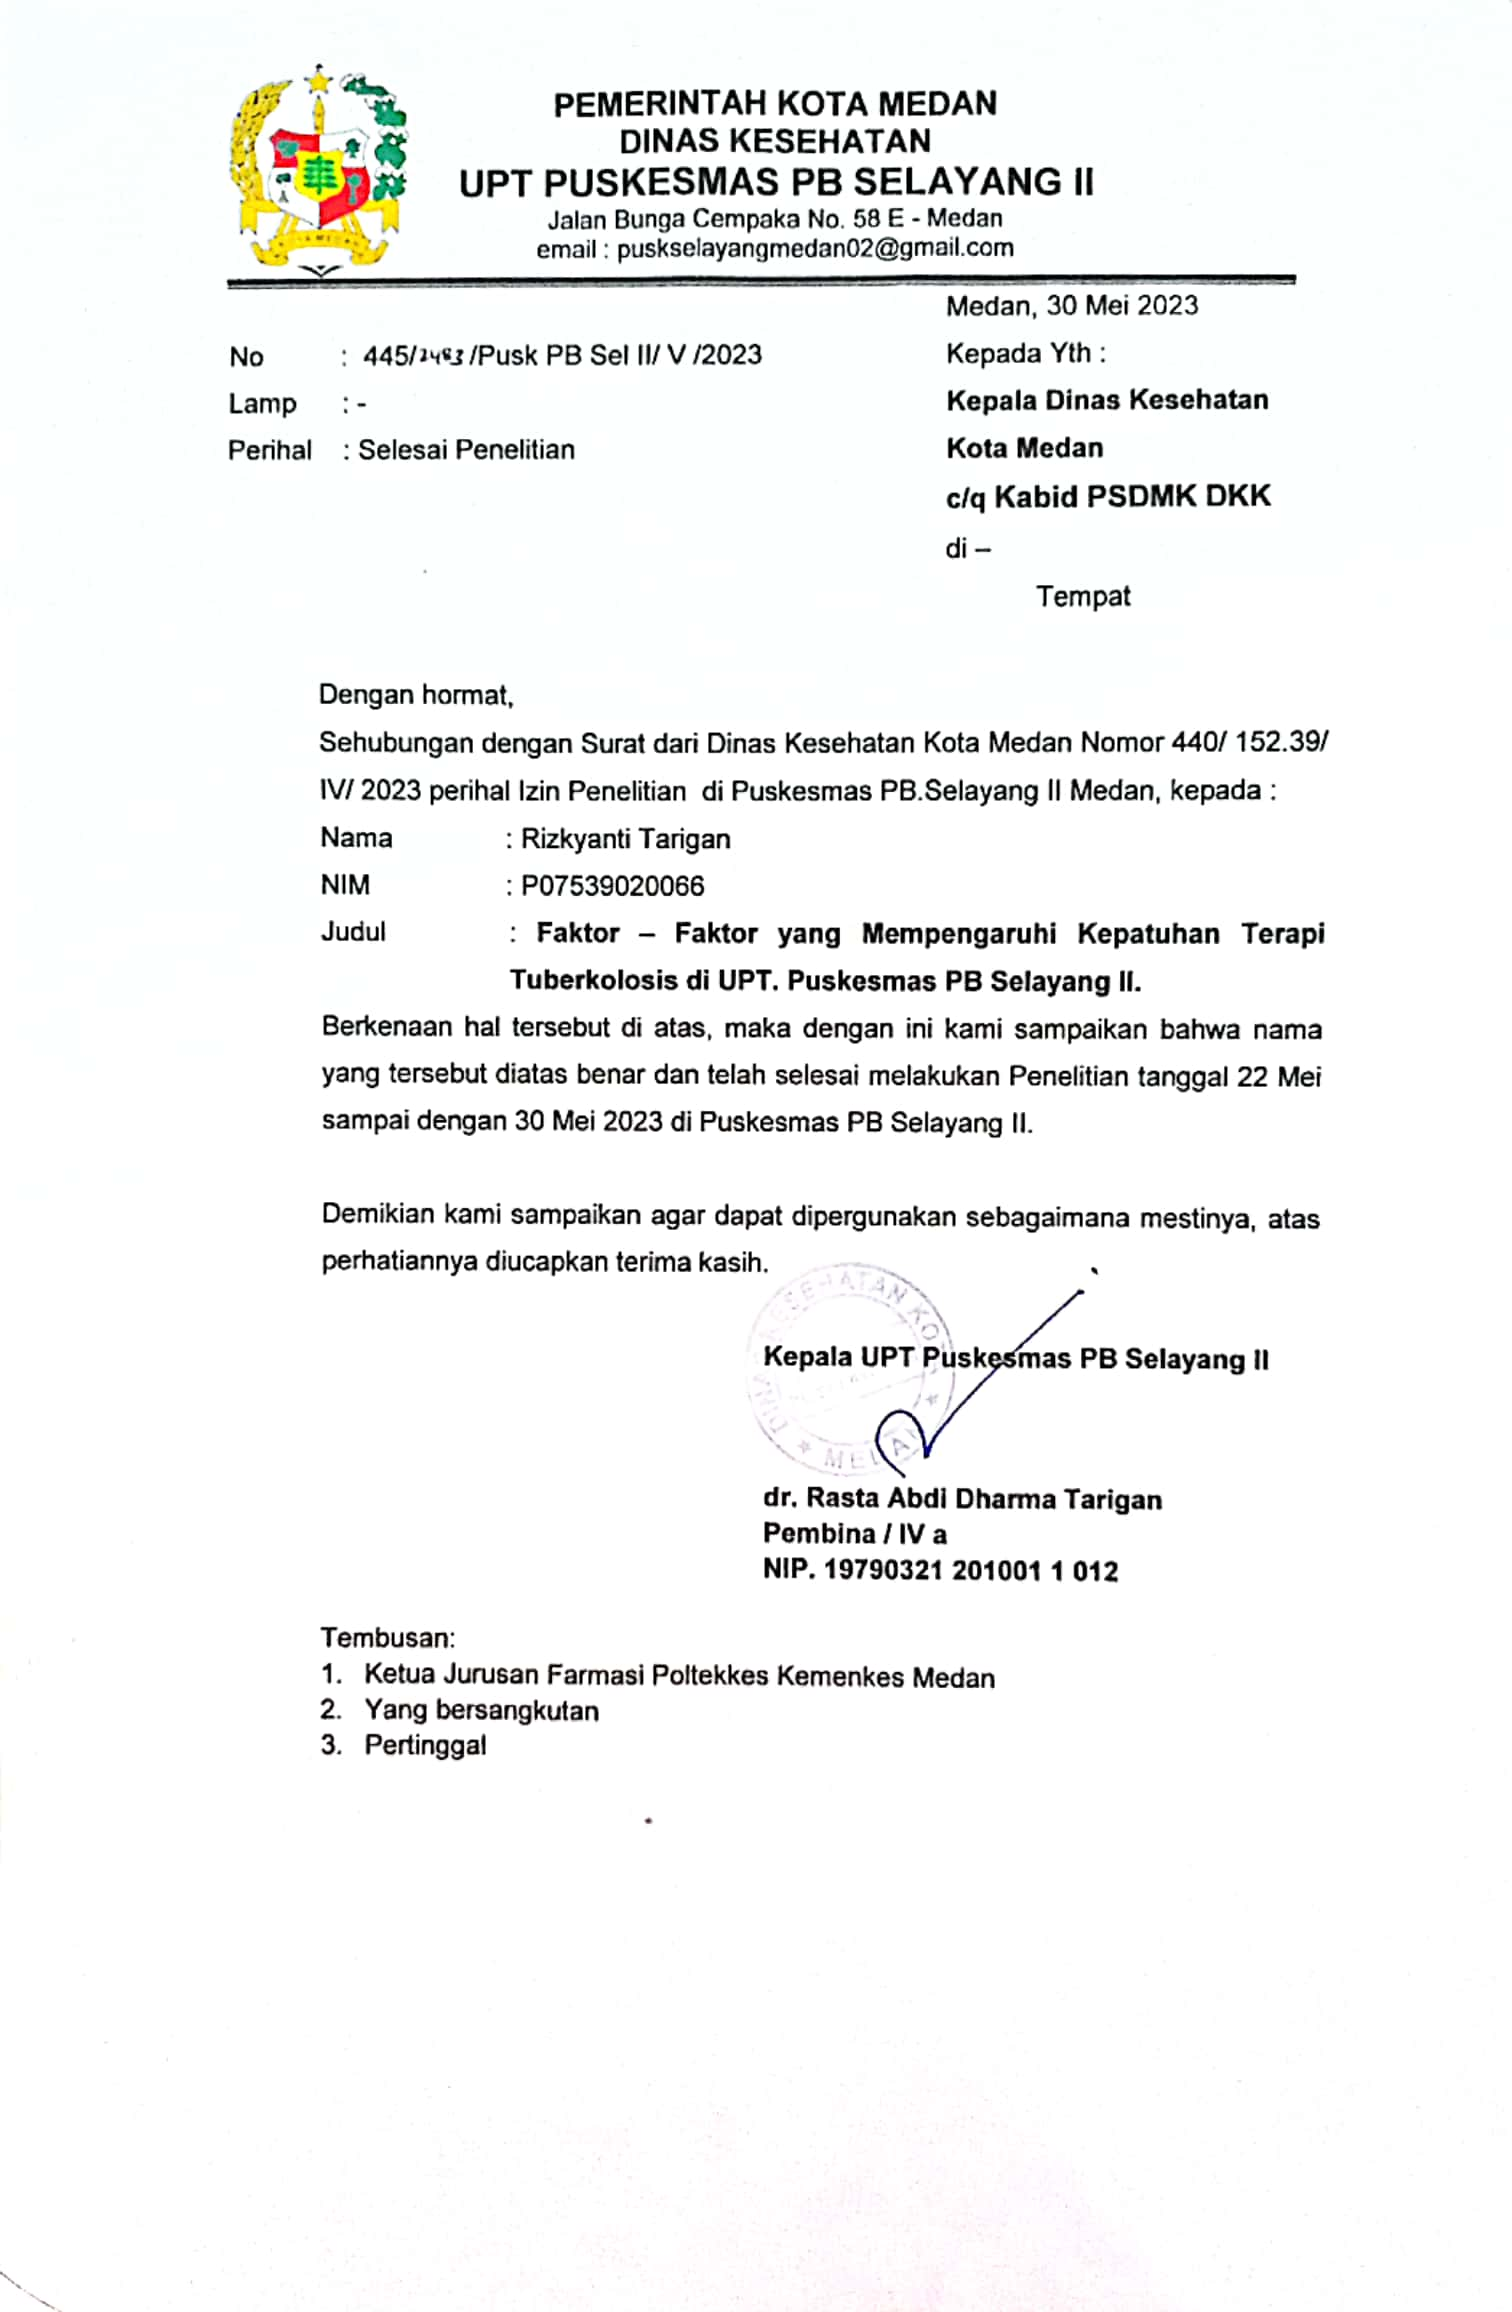 PEMERINTAH KOTA MEDAN
DINAS KESEHATAN
UPT PUSKESMAS PB SELAYANG II
Jalan Bunga Cempaka No. 58 E - Medan
email : puskselayangmedan02@gmail.com
Medan, 30 Mei 2023
No : 445/ /Pusk PB Sel II/ V /2023
Kepada Yth :
Lamp : -
Kepala Dinas Kesehatan
Perihal : Selesai Penelitian
Kota Medan
c/q Kabid PSDMK DKK
di –
Tempat
Dengan hormat,
Sehubungan dengan Surat dari Dinas Kesehatan Kota Medan Nomor 440/ 152.39/
IV/ 2023 perihal Izin Penelitian di Puskesmas PB.Selayang II Medan, kepada :
Nama : Rizkyanti Tarigan
NIM : P07539020066
Judul : Faktor – Faktor yang Mempengaruhi Kepatuhan Terapi
Tuberkolosis di UPT. Puskesmas PB Selayang II.
Berkenaan hal tersebut di atas, maka dengan ini kami sampaikan bahwa nama
yang tersebut diatas benar dan telah selesai melakukan Penelitian tanggal 22 Mei
sampai dengan 30 Mei 2023 di Puskesmas PB Selayang II.
Demikian kami sampaikan agar dapat dipergunakan sebagaimana mestinya, atas
perhatiannya diucapkan terima kasih.
Kepala UPT Puskesmas PB Selayang II
dr. Rasta Abdi Dharma Tarigan
Pembina / IV a
NIP. 19790321 201001 1 012
Tembusan:
1. Ketua Jurusan Farmasi Poltekkes Kemenkes Medan
2. Yang bersangkutan
3. Pertinggal